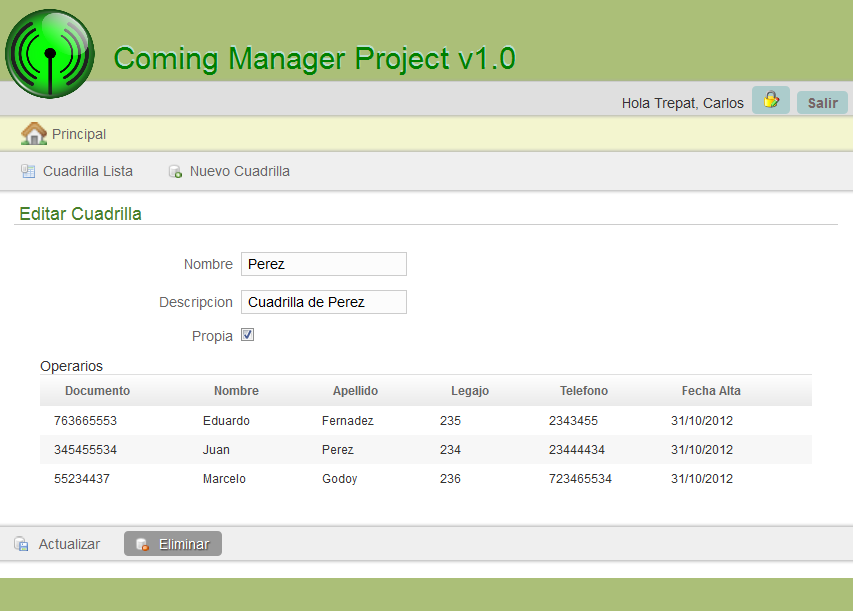 Coming Manager Project v1.0
Hola Trepat, Carlos Salir
Principal
Cuadrilla Lista Nuevo Cuadrilla
Editar Cuadrilla
Nombre Perez
Descripcion Cuadrilla de Perez
Propia
Operarios
Documento Nombre Apellido Legajo Telefono Fecha Alta
763665553 Eduardo Fernadez 235 2343455 31/10/2012
345455534 Juan Perez 234 23444434 31/10/2012
55234437 Marcelo Godoy 236 723465534 31/10/2012
Actualizar Eliminar